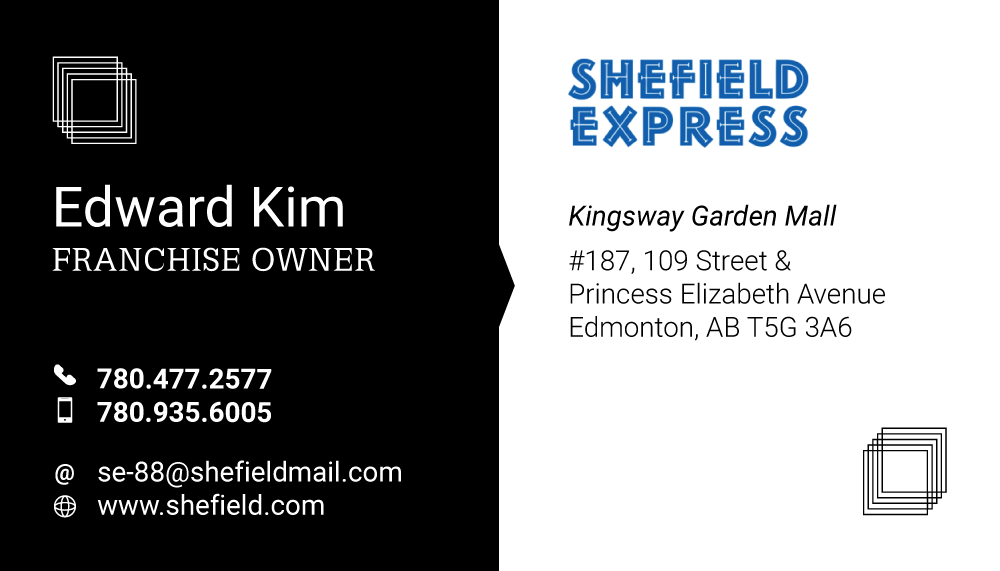 Edward Kim
FRANCHISE OWNER
780.477.2577
780.935.6005
@ se-88@shefieldmail.com
www.shefield.com
SHEFIELD
EXPRESS
Kingsway Garden Mall
#187, 109 Street &
Princess Elizabeth Avenue
Edmonton, AB T5G 3A6